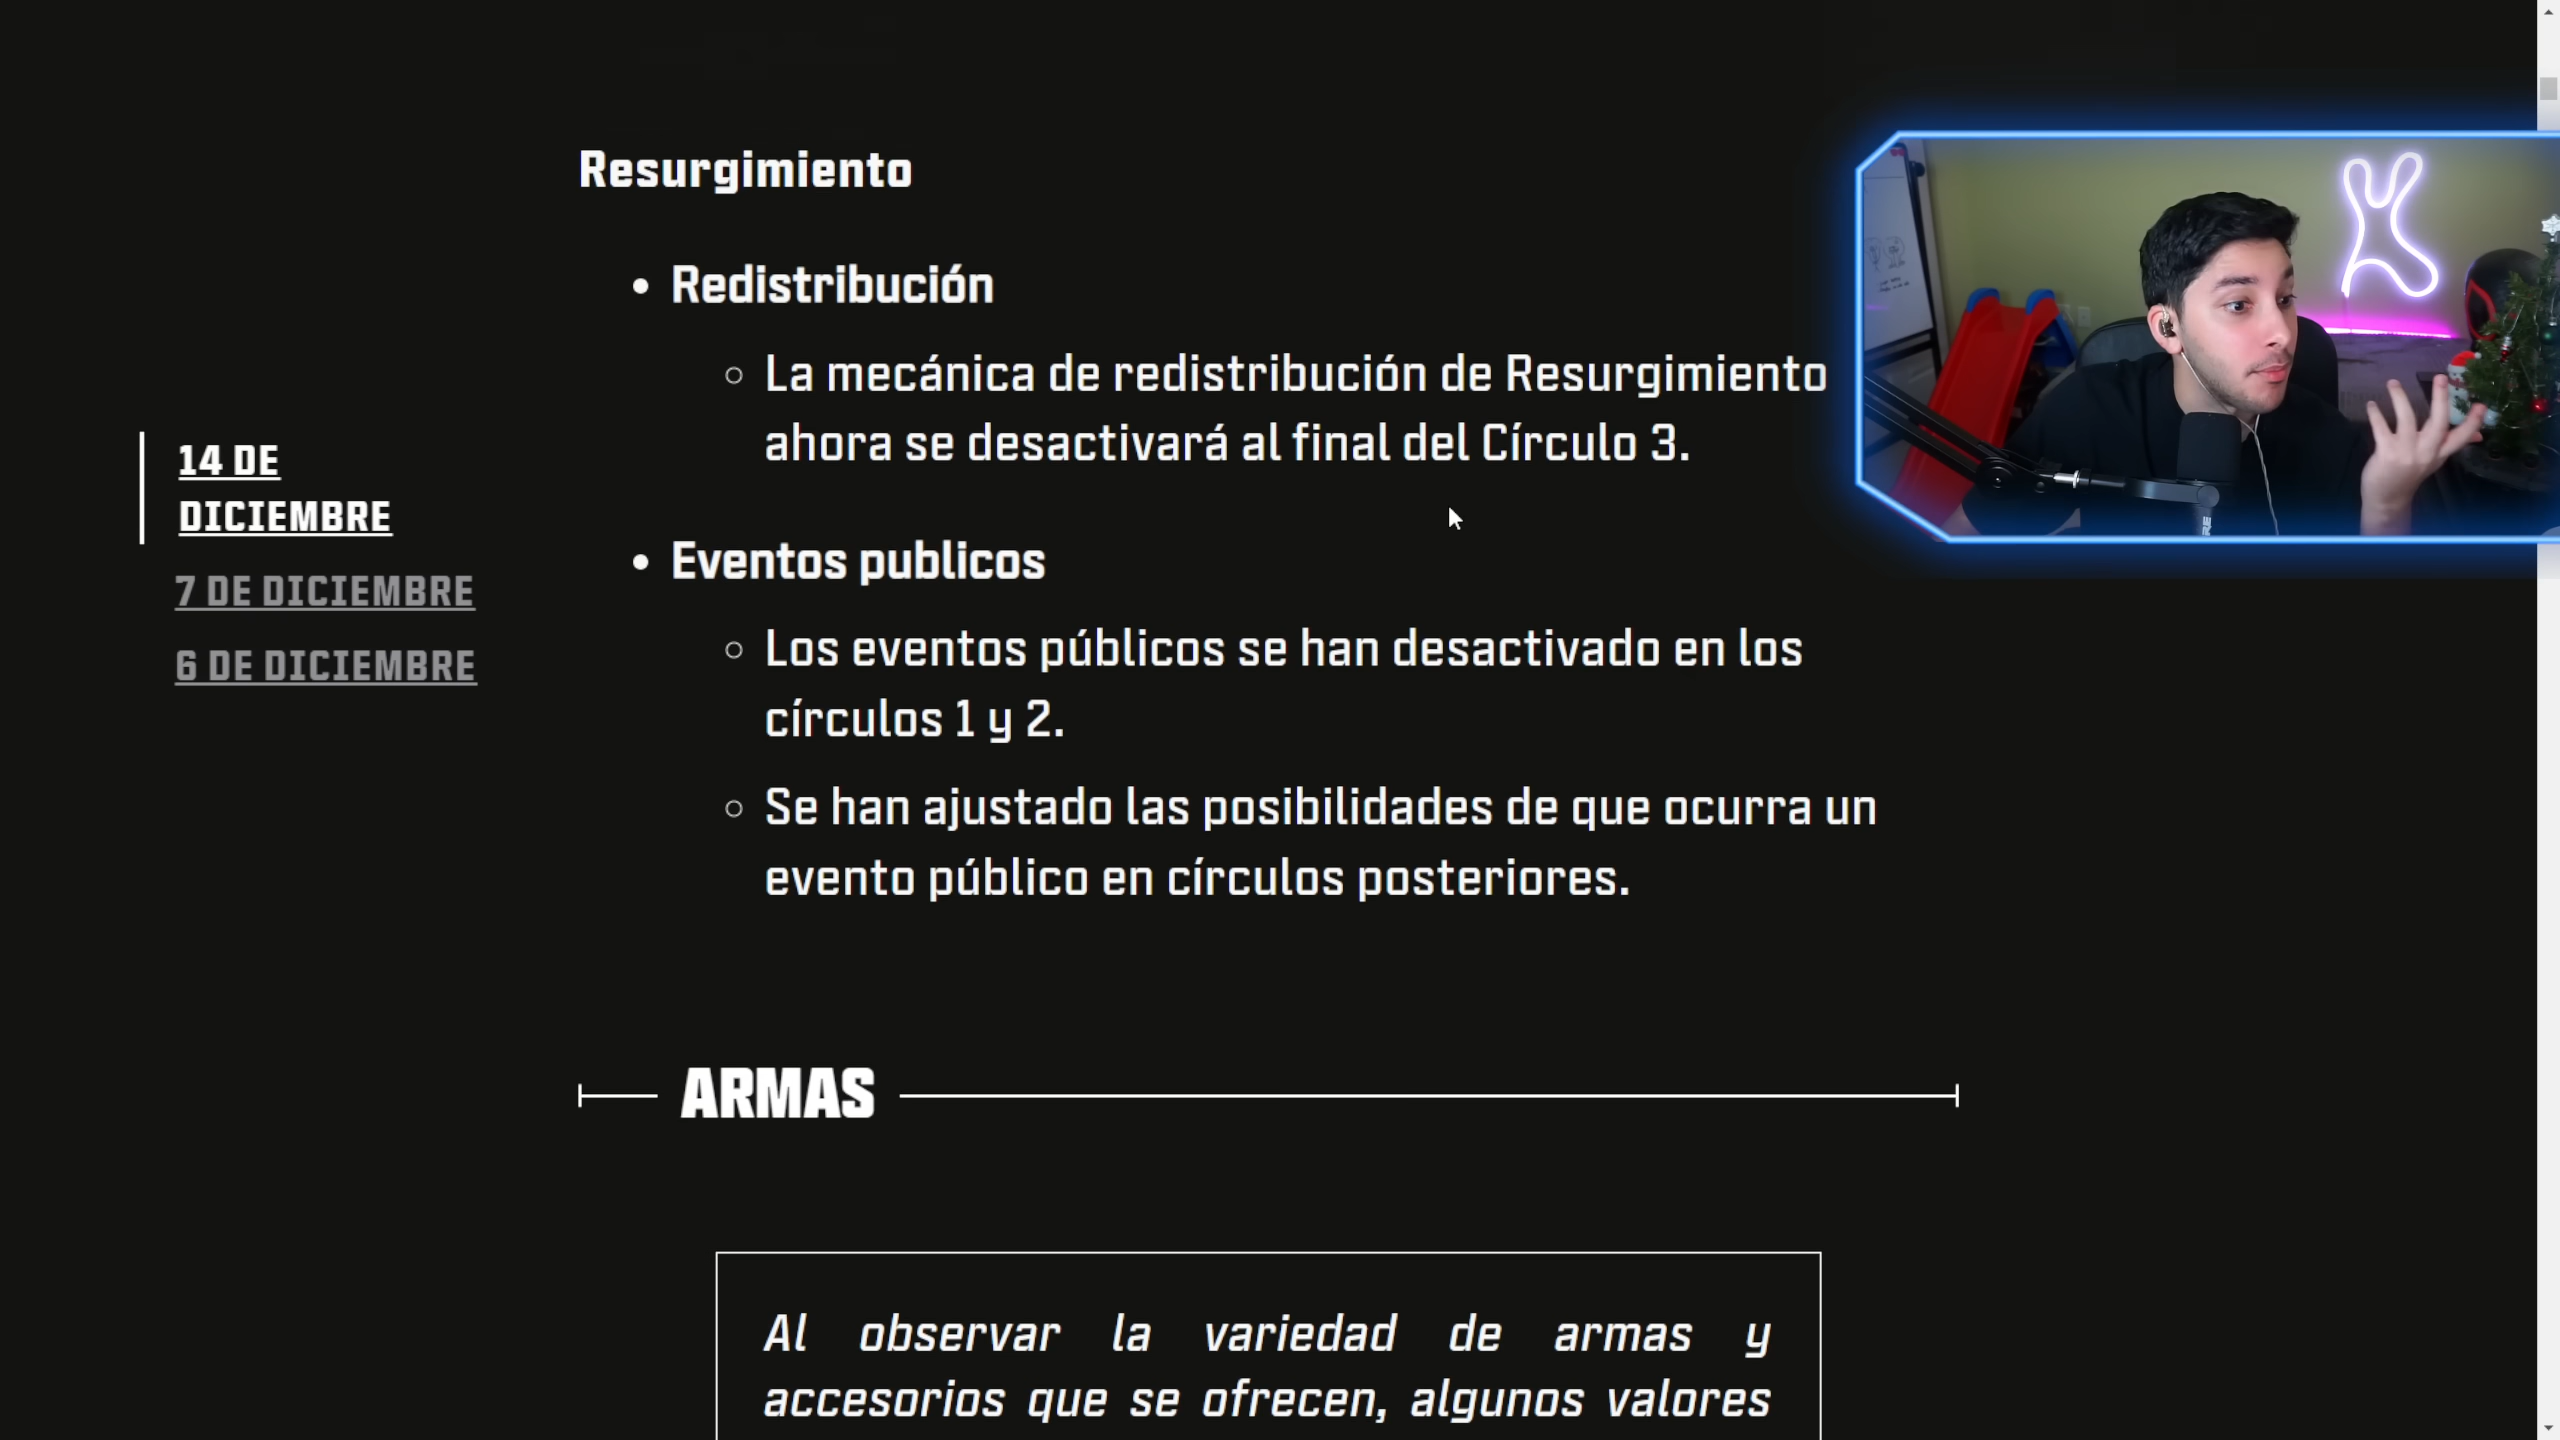 Resurgimiento
Redistribución
La mecánica de redistribución de Resurgimiento
ahora se desactivará al final del Círculo 3.
14 DE
DICIEMBRE
7 DE DICIEMBRE
6 DE DICIEMBRE
Eventos publicos
Los eventos públicos se han desactivado en los
círculos 1 y 2.
Se han ajustado las posibilidades de que ocurra un
evento público en círculos posteriores.
ARMAS
Al observar la variedad de armas y
accesorios que se ofrecen, algunos valores